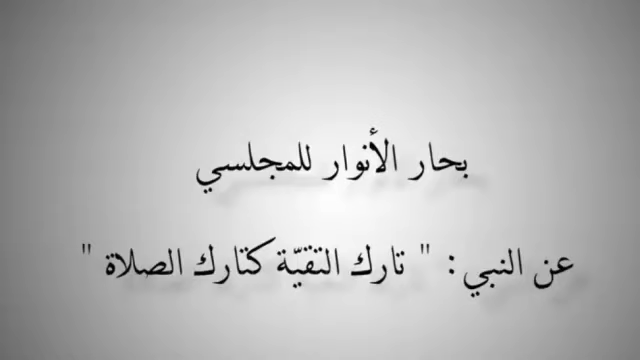 بحار الأنوار للمجلسي
عن النبي : " تارك التقيّة كتارك الصلاة "